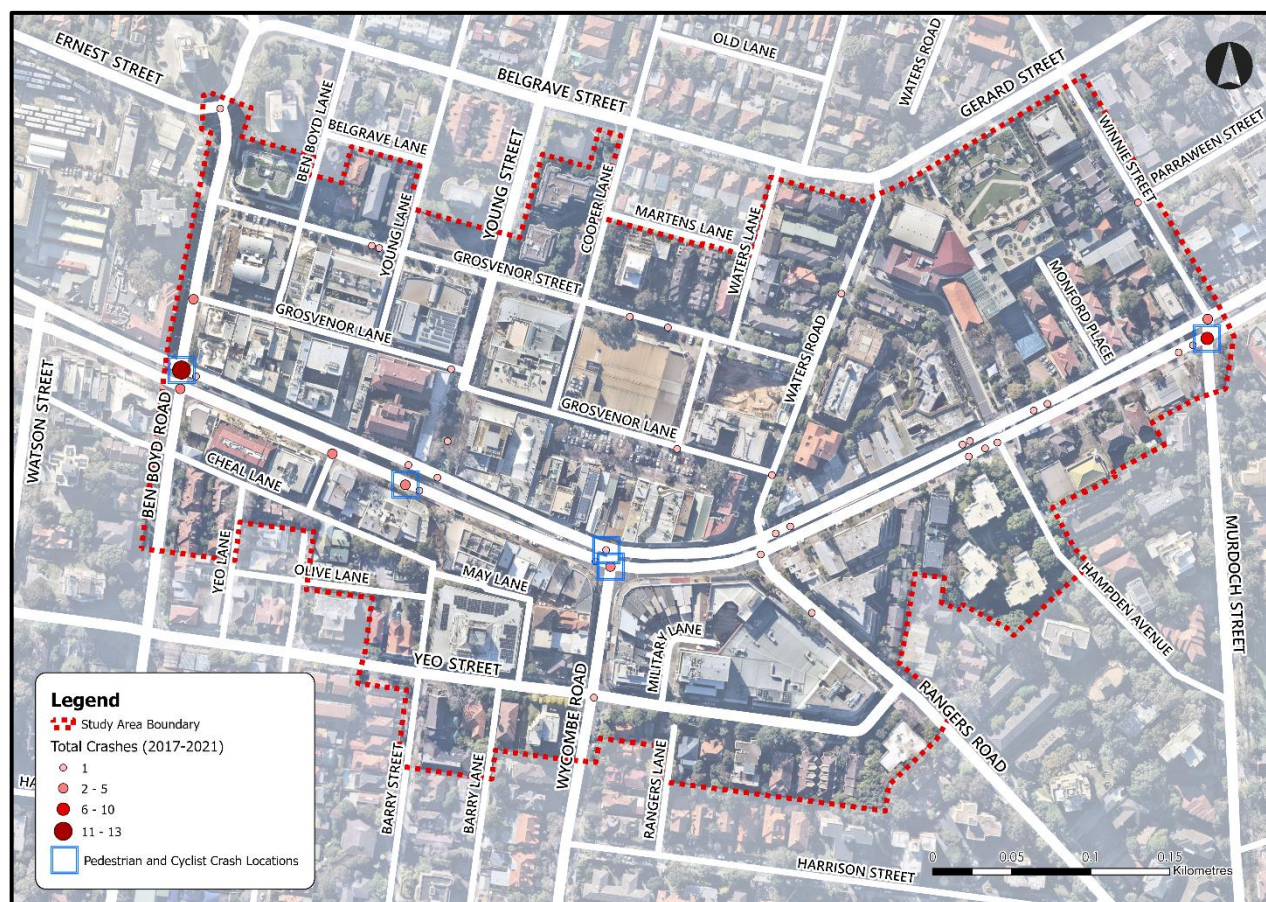 ERNEST STREET
BEN BOYD LANE
BELGRAVE LANE
BELGRAVE STREET
OLD LANE
WATERS ROAD
GERARD STREET
WINNIE STREET
PARRAWEEN STREET
YOUNG LANE
YOUNG STREET
COOPER LANE
MARTENS LANE
WATERS LANE
GROSVENOR STREET
MONFORD PLACE
GROSVENOR LANE
WATERS ROAD
WATSON STREET
BEN BOYD ROAD
GROSVENOR LANE
CHEAL LANE
YEO LANE
OLIVE LANE
MAY LANE
HAMPDEN AVENUE
MURDOCH STREET
MILITARY LANE
YEO STREET
WYCOMBE ROAD
RANGERS ROAD
BARRY STREET
BARRY LANE
RANGERS LANE
HARRISON STREET
HA
Legend
Study Area Boundary
Total Crashes (2017-2021)
1
2 - 5
6 - 10
11 - 13
Pedestrian and Cyclist Crash Locations
0 0.05 0.1 0.15
Kilometres